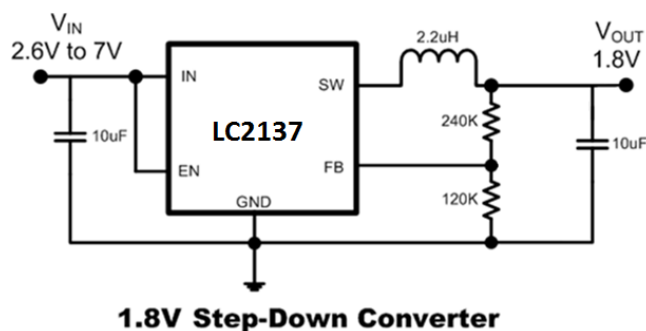 VIN
2.6V to 7V
2.2uH
VOUT
1.8V
IN
SW
10uF
LC2137
240K
10uF
EN
FB
120K
GND
1.8V Step-Down Converter